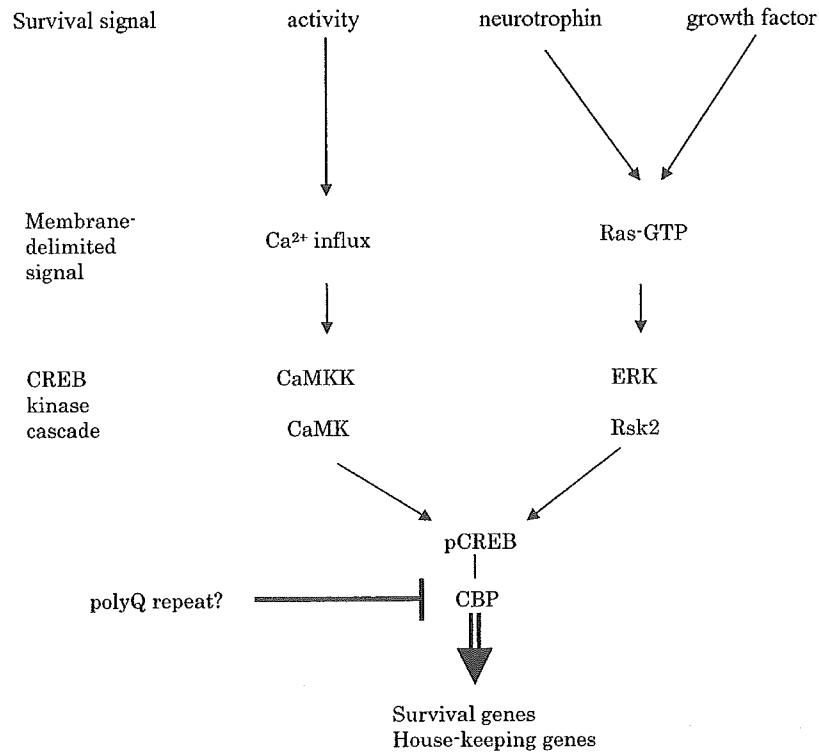 Survival signal activity neurotrophin growth factor
Membrane-
delimited
signal
Ca²⁺ influx Ras-GTP
CREB
kinase
cascade
CaMKK ERK
CaMK Rsk2
pCREB
polyQ repeat? CBP
Survival genes
House-keeping genes